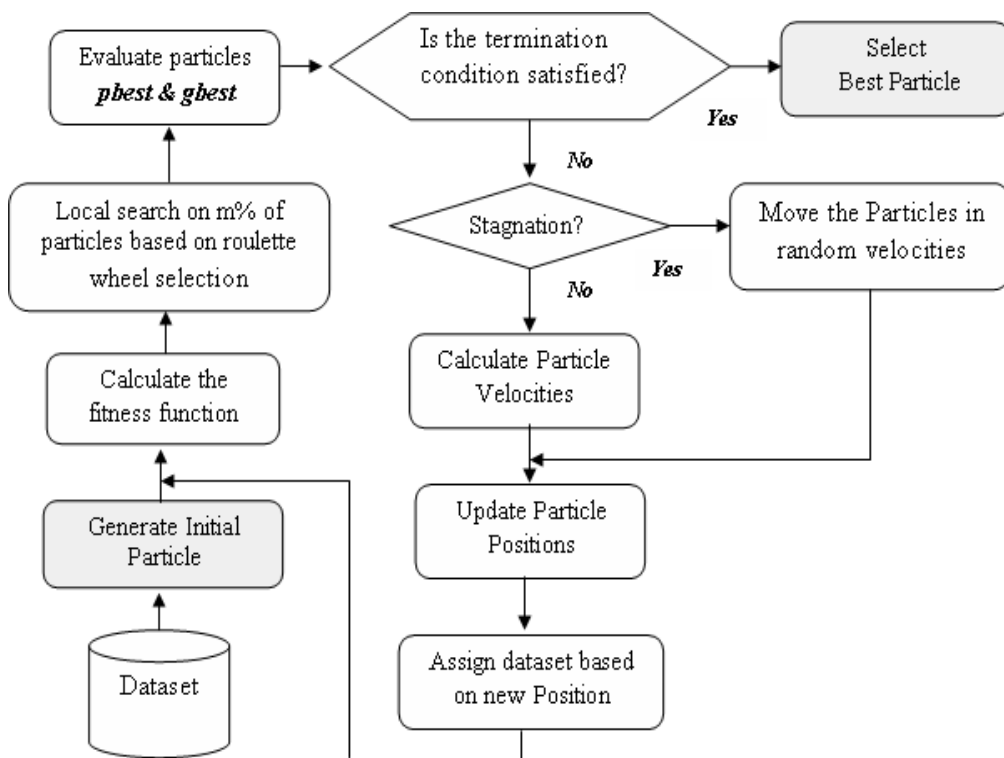 Evaluate particles
pbest & gbest
Is the termination
condition satisfied?
Select
Best Particle
Yes
No
Local search on m% of
particles based on roulette
wheel selection
Stagnation?
Move the Particles in
random velocities
Yes
No
Calculate the
fitness function
Calculate Particle
Velocities
Generate Initial
Particle
Update Particle
Positions
Dataset
Assign dataset based
on new Position